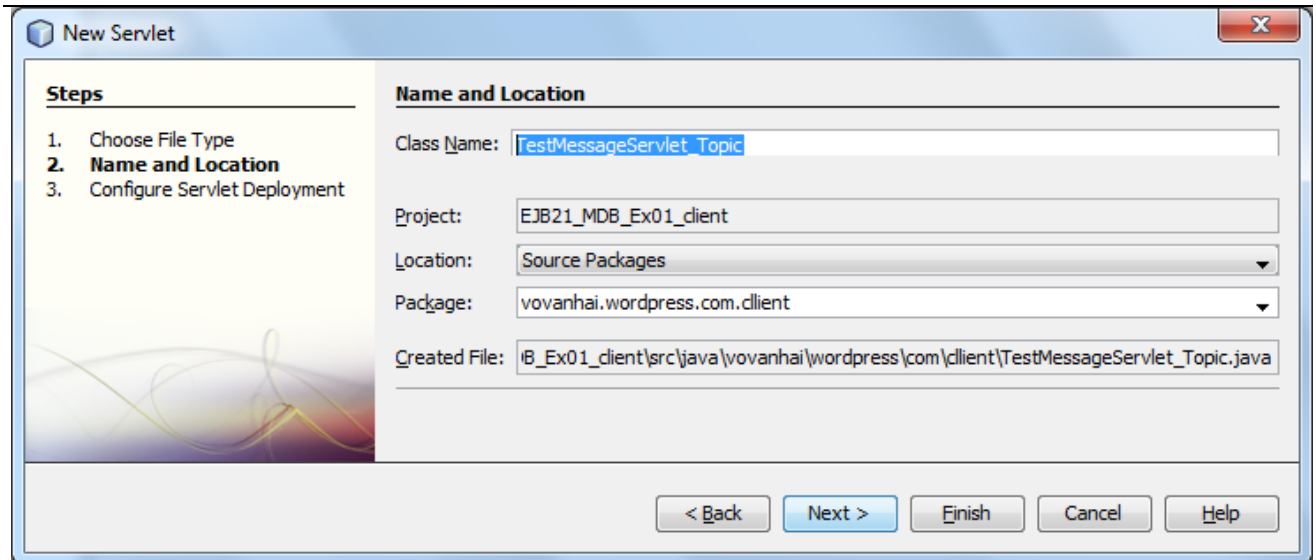 New Servlet
Steps
1. Choose File Type
2. Name and Location
3. Configure Servlet Deployment
Name and Location
Class Name: TestMessageServlet_Topic
Project: EJB21_MDB_Ex01_client
Location: Source Packages
Package: vovanhai.wordpress.com.cllient
Created File: B_Ex01_client\src\java\vovanhai\wordpress\com\cllient\TestMessageServlet_Topic.java
< Back
Next >
Finish
Cancel
Help